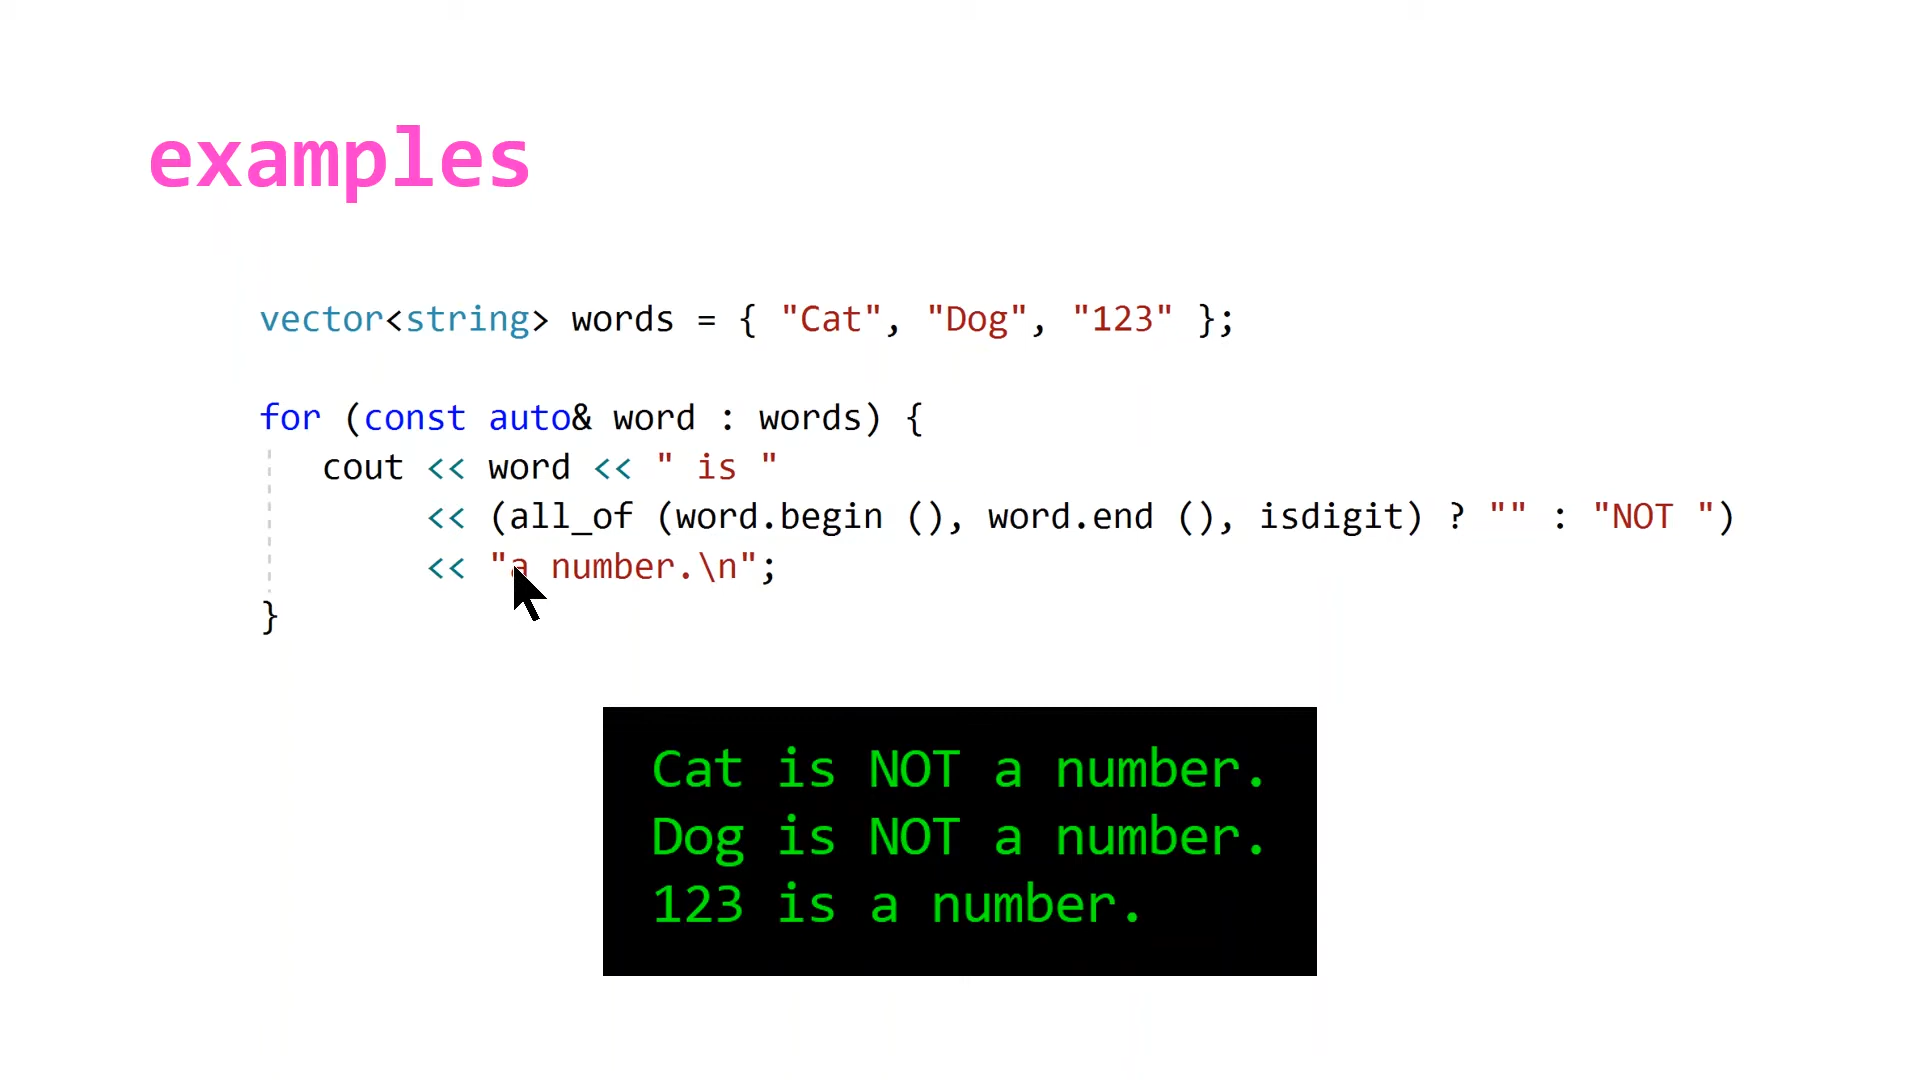 examples
vector<string> words = { "Cat", "Dog", "123" };
for (const auto& word : words) {
cout << word << " is "
<< (all_of (word.begin (), word.end (), isdigit) ? "" : "NOT ")
<< "a number.\n";
}
Cat is NOT a number.
Dog is NOT a number.
123 is a number.